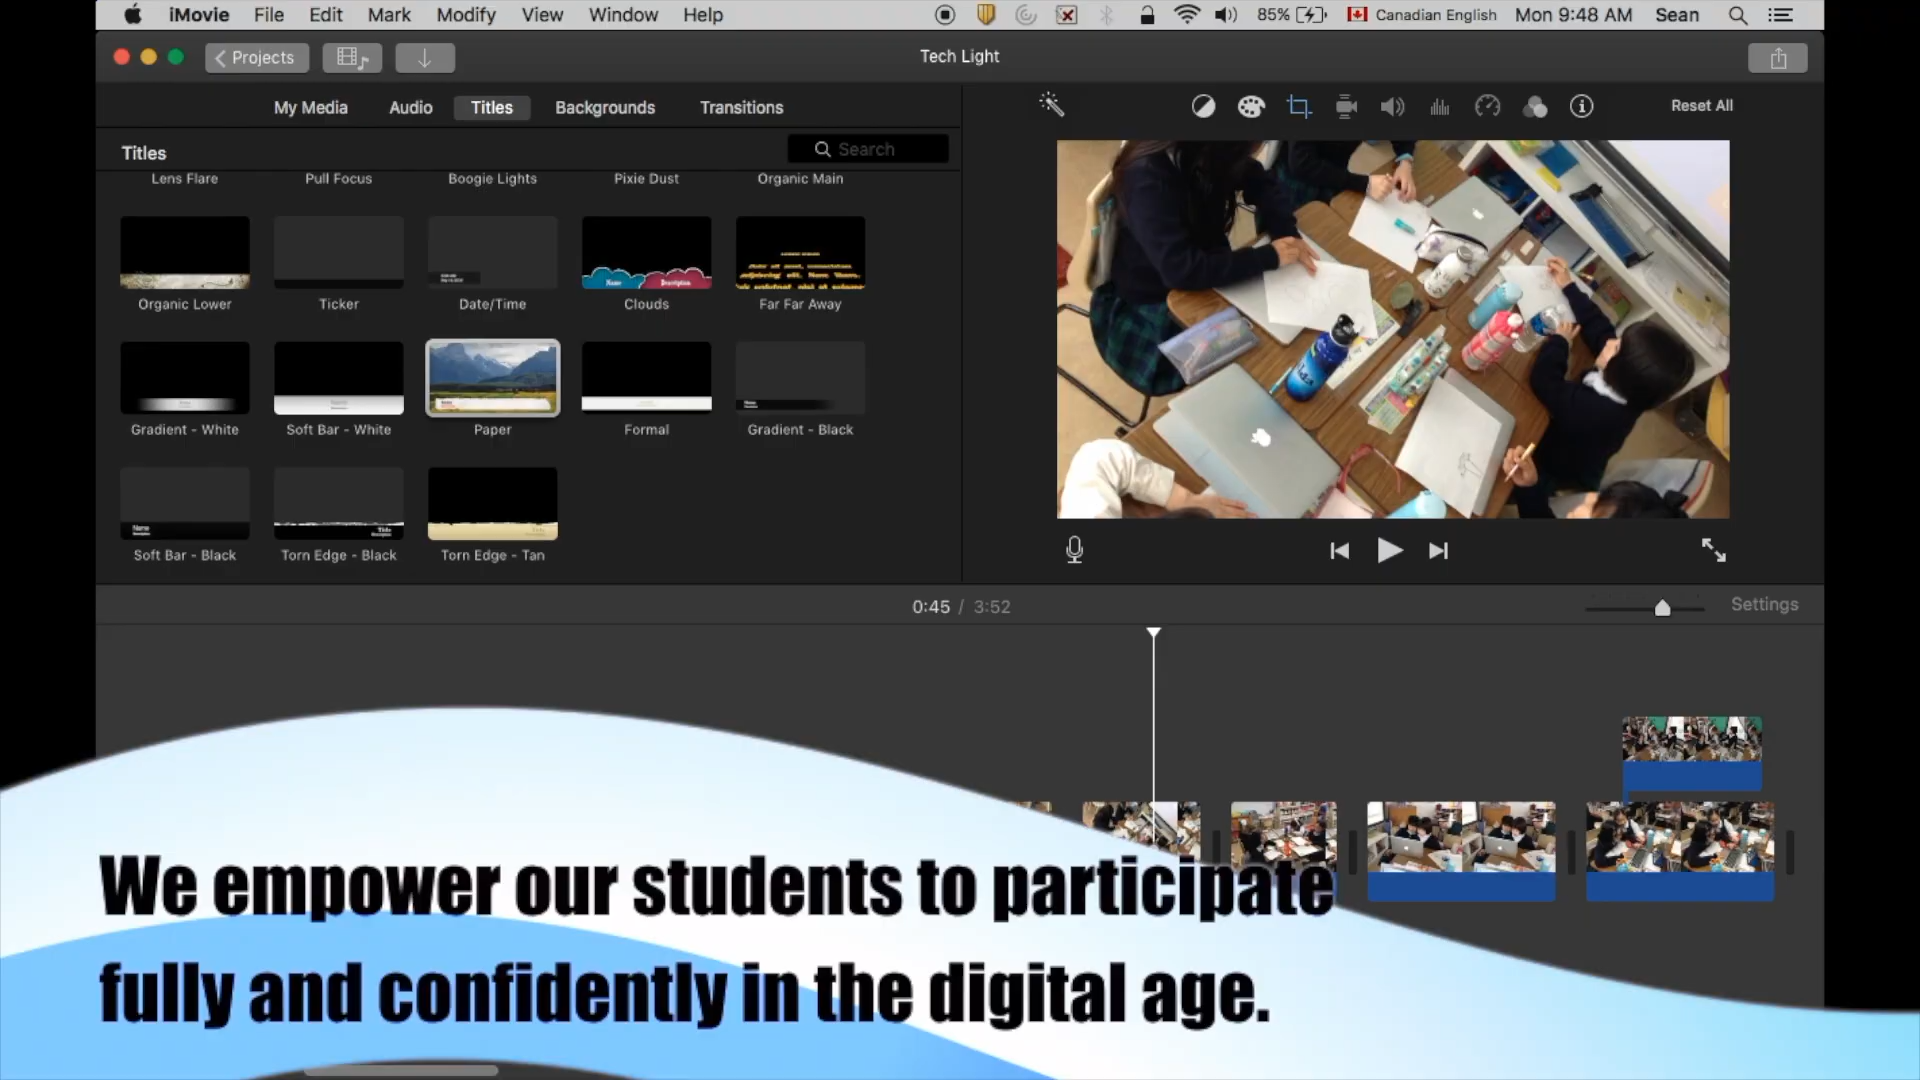 iMovie File Edit Mark Modify View Window Help 85% Canadian English Mon 9:48 AM Sean
Projects Tech Light
My Media Audio Titles Backgrounds Transitions Reset All
Titles Search
Lens Flare Pull Focus Boogie Lights Pixie Dust Organic Main
Organic Lower Ticker Date/Time Clouds Far Far Away
Gradient - White Soft Bar - White Paper Formal Gradient - Black
Soft Bar - Black Torn Edge - Black Torn Edge - Tan
0:45 / 3:52 Settings
We empower our students to participate
fully and confidently in the digital age.